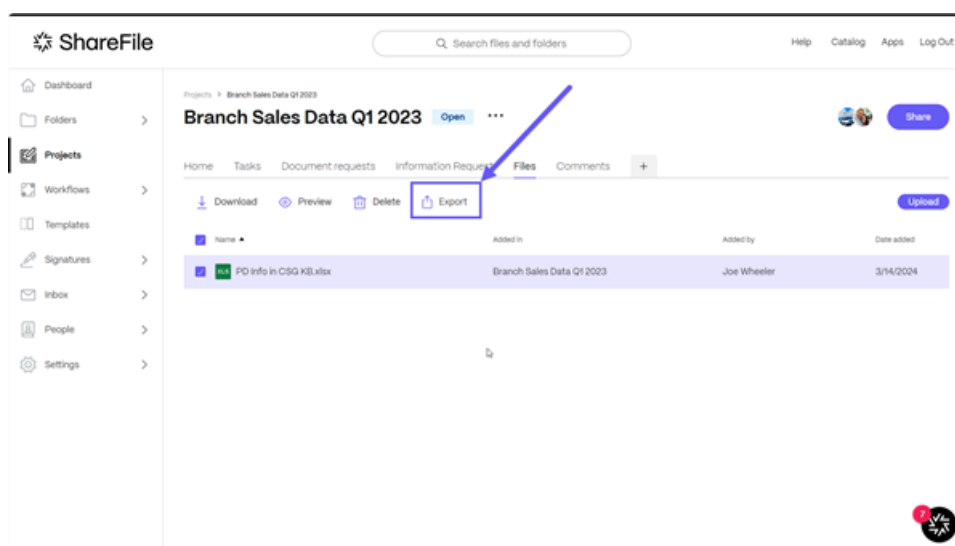 ShareFile
Search files and folders
Help Catalog Apps Log Out
Dashboard
Folders
Projects
Workflows
Templates
Signatures
Inbox
People
Settings
Projects > Branch Sales Data Q1 2023
Branch Sales Data Q1 2023 Open ...
Share
Home Tasks Document requests Information Reques Files Comments +
Download Preview Delete Export
Upload
Name Added in Added by Date added
XLS PD Info in CSG KB.xlsx Branch Sales Data Q1 2023 Joe Wheeler 3/14/2024
7